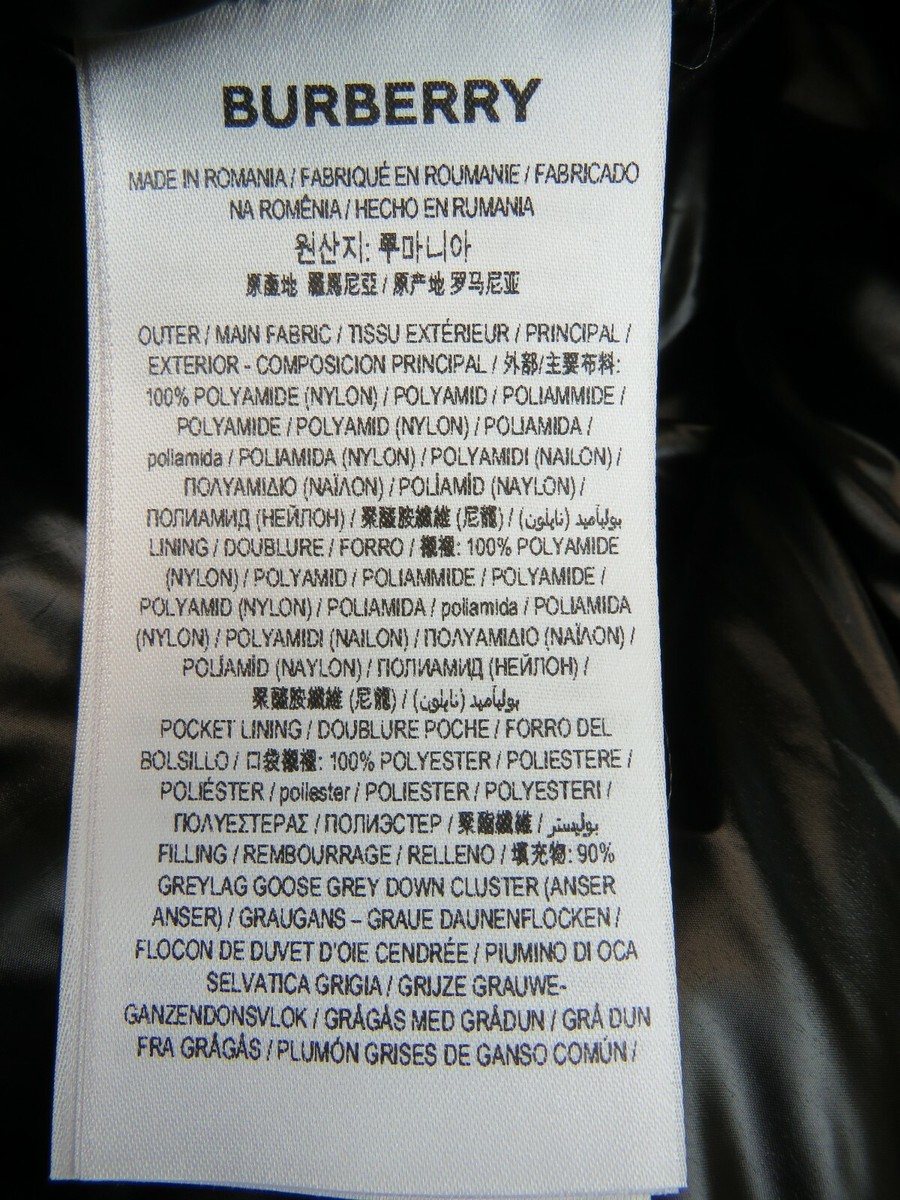 BURBERRY
MADE IN ROMANIA / FABRIQUÉ EN ROUMANIE / FABRICADO
NA ROMÊNIA / HECHO EN RUMANIA
원산지: 루마니아
原產地 羅馬尼亞 / 原产地 罗马尼亚
OUTER / MAIN FABRIC / TISSU EXTÉRIEUR / PRINCIPAL /
EXTERIOR - COMPOSICION PRINCIPAL / 外部/主要布料:
100% POLYAMIDE (NYLON) / POLYAMID / POLIAMMIDE /
POLYAMIDE / POLYAMID (NYLON) / POLIAMIDA /
poliamida / POLIAMIDA (NYLON) / POLYAMIDI (NAILON) /
ΠΟΛΥΑΜΙΔΙΟ (ΝΑΪΛΟΝ) / POLİAMİD (NAYLON) /
ПОЛИАМИД (НЕЙЛОН) / 聚醯胺纖維 (尼龍) / بوليأميد (نايلون)
LINING / DOUBLURE / FORRO / 襯裡: 100% POLYAMIDE
(NYLON) / POLYAMID / POLIAMMIDE / POLYAMIDE /
POLYAMID (NYLON) / POLIAMIDA / poliamida / POLIAMIDA
(NYLON) / POLYAMIDI (NAILON) / ΠΟΛΥΑΜΙΔΙΟ (ΝΑΪΛΟΝ) /
POLİAMİD (NAYLON) / ПОЛИАМИД (НЕЙЛОН) /
聚醯胺纖維 (尼龍) / بوليأميد (نايلون)
POCKET LINING / DOUBLURE POCHE / FORRO DEL
BOLSILLO / 口袋襯裡: 100% POLYESTER / POLIESTERE /
POLIÉSTER / poliester / POLIESTER / POLYESTERI /
ΠΟΛΥΕΣΤΕΡΑΣ / ПОЛИЭСТЕР / 聚酯纖維 / بوليستر
FILLING / REMBOURRAGE / RELLENO / 填充物: 90%
GREYLAG GOOSE GREY DOWN CLUSTER (ANSER
ANSER) / GRAUGANS – GRAUE DAUNENFLOCKEN /
FLOCON DE DUVET D'OIE CENDRÉE / PIUMINO DI OCA
SELVATICA GRIGIA / GRIJZE GRAUWE-
GANZENDONSVLOK / GRÅGÅS MED GRÅDUN / GRÅ DUN
FRA GRÅGÅS / PLUMÓN GRISES DE GANSO COMÚN /